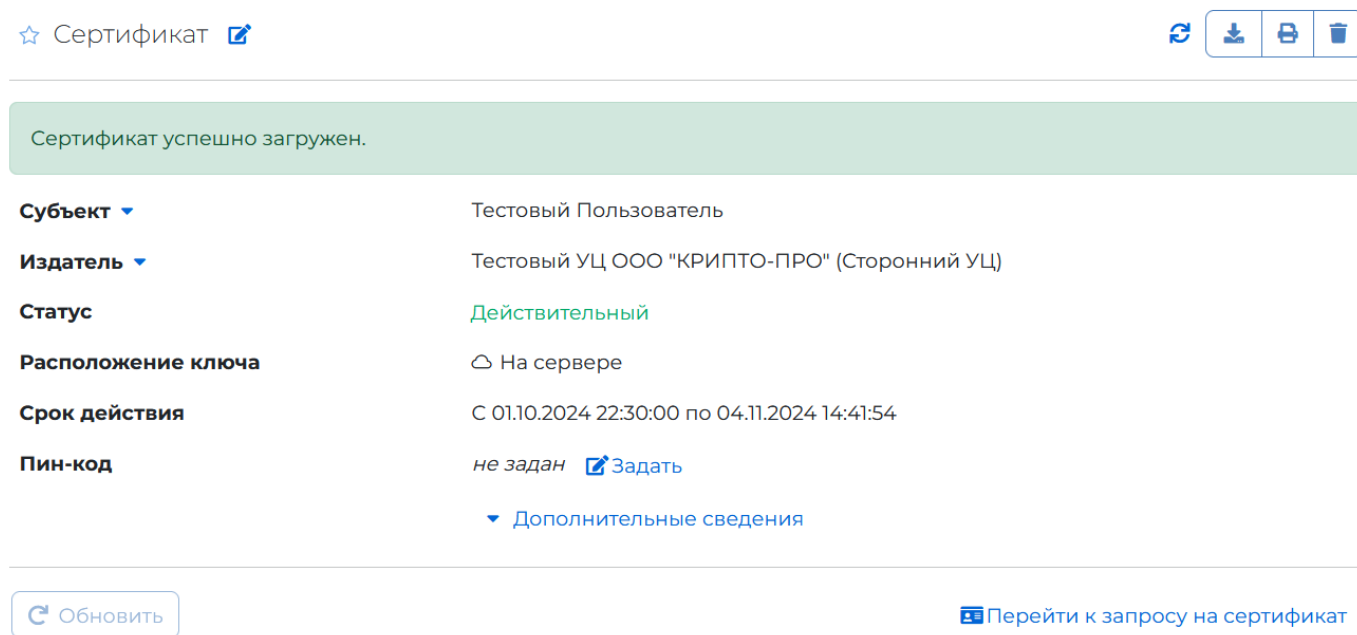 Сертификат
Сертификат успешно загружен.
Субъект Тестовый Пользователь
Издатель Тестовый УЦ ООО "КРИПТО-ПРО" (Сторонний УЦ)
Статус Действительный
Расположение ключа На сервере
Срок действия С 01.10.2024 22:30:00 по 04.11.2024 14:41:54
Пин-код не задан Задать
Дополнительные сведения
Обновить Перейти к запросу на сертификат